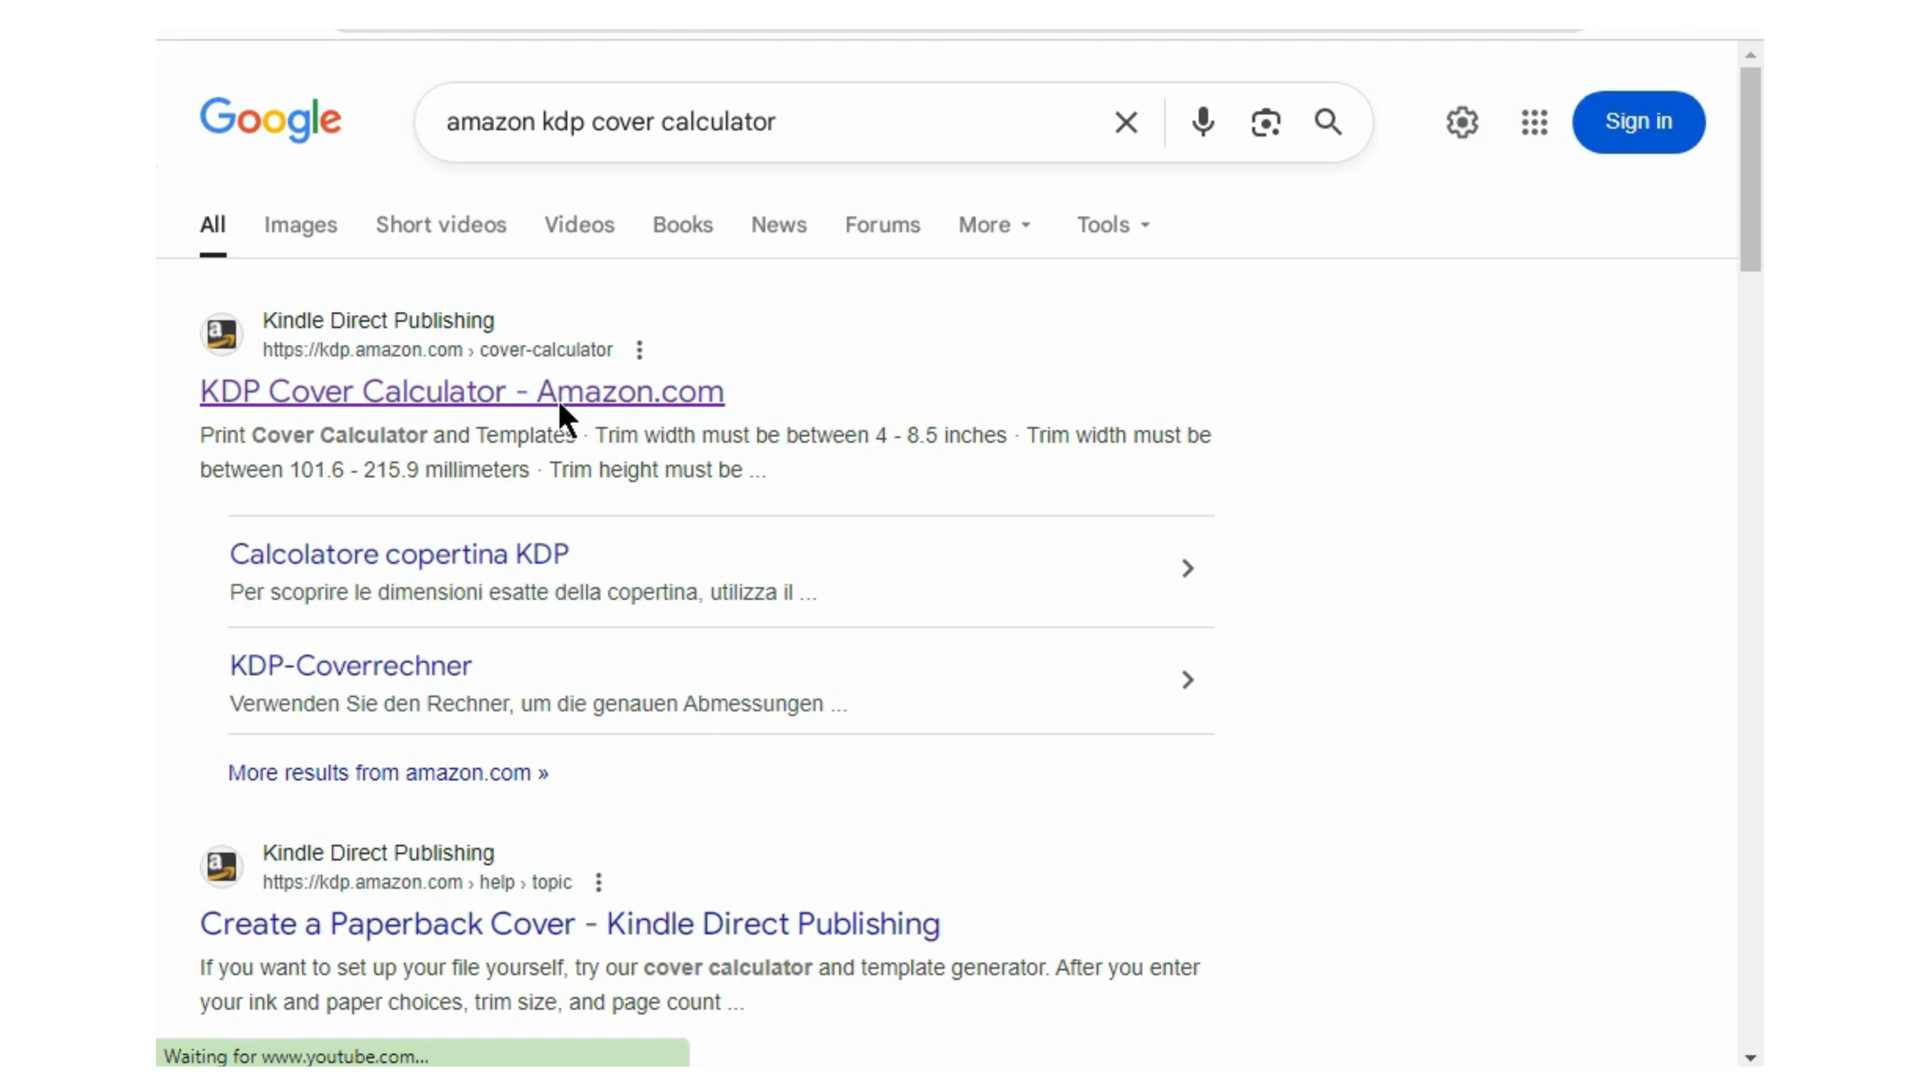 Google
amazon kdp cover calculator
Sign in
All Images Short videos Videos Books News Forums More Tools
Kindle Direct Publishing
https://kdp.amazon.com › cover-calculator
KDP Cover Calculator - Amazon.com
Print Cover Calculator and Templates · Trim width must be between 4 - 8.5 inches · Trim width must be
between 101.6 - 215.9 millimeters · Trim height must be ...
Calcolatore copertina KDP
Per scoprire le dimensioni esatte della copertina, utilizza il ...
KDP-Coverrechner
Verwenden Sie den Rechner, um die genauen Abmessungen ...
More results from amazon.com »
Kindle Direct Publishing
https://kdp.amazon.com › help › topic
Create a Paperback Cover - Kindle Direct Publishing
If you want to set up your file yourself, try our cover calculator and template generator. After you enter
your ink and paper choices, trim size, and page count ...
Waiting for www.youtube.com...